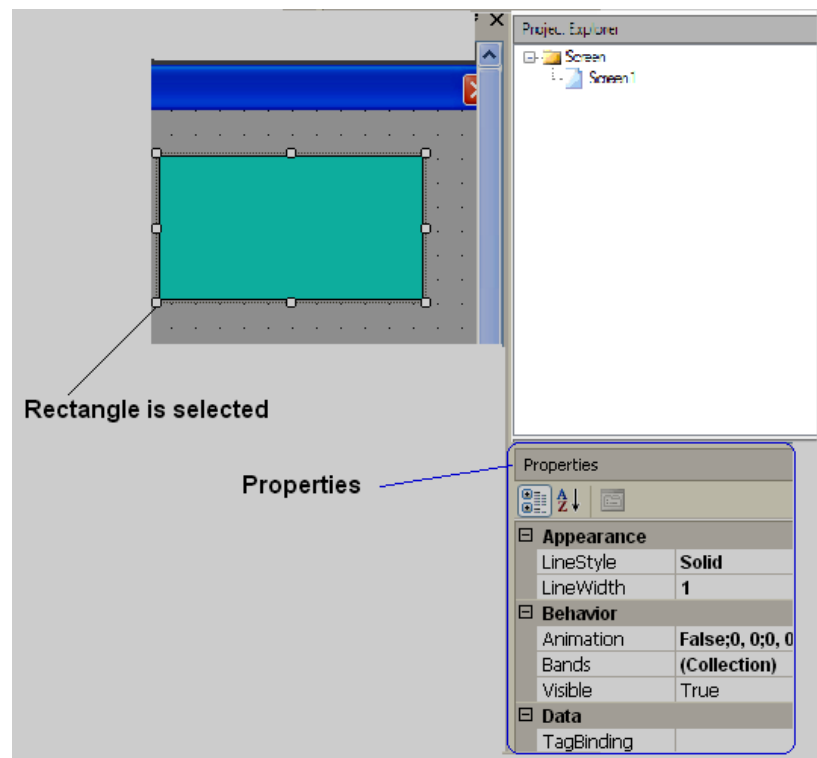 Project Explorer
Screen
Screen1
Rectangle is selected
Properties
Properties
Appearance
LineStyle Solid
LineWidth 1
Behavior
Animation False;0, 0;0, 0
Bands (Collection)
Visible True
Data
TagBinding